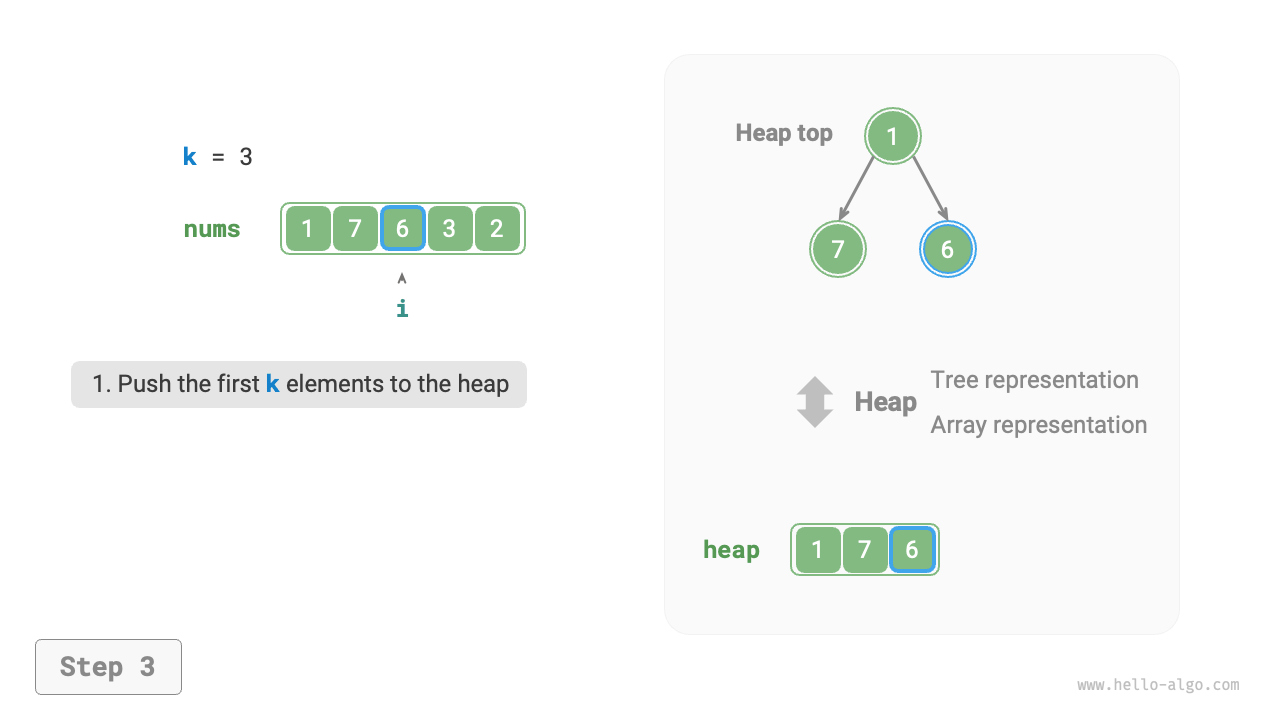 k = 3
nums 1 7 6 3 2
i
1. Push the first k elements to the heap
Step 3
Heap top 1
7 6
Heap
Tree representation
Array representation
heap 1 7 6
www.hello-algo.com